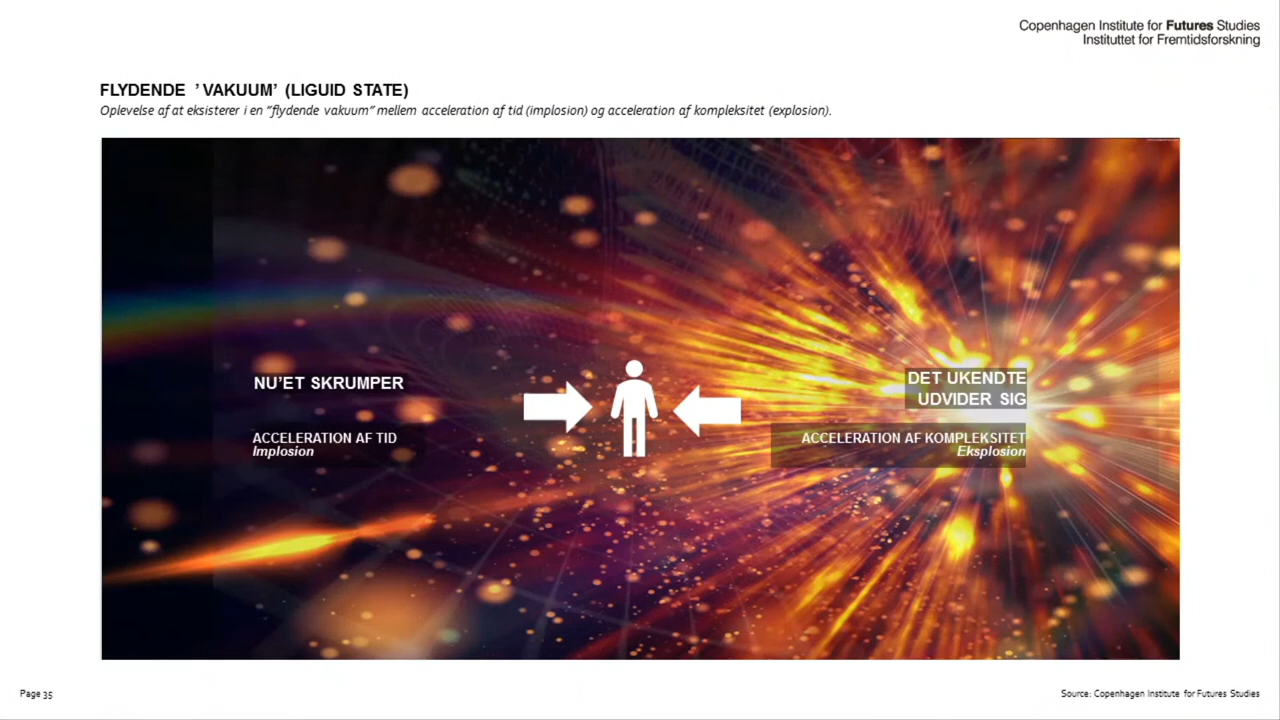 Copenhagen Institute for Futures Studies
Instituttet for Fremtidsforskning
FLYDENDE ’VAKUUM’ (LIGUID STATE)
Oplevelse af at eksisterer i en ”flydende vakuum” mellem acceleration af tid (implosion) og acceleration af kompleksitet (explosion).
NU’ET SKRUMPER
ACCELERATION AF TID
Implosion
DET UKENDTE
UDVIDER SIG
ACCELERATION AF KOMPLEKSITET
Eksplosion
Page 35
Source: Copenhagen Institute for Futures Studies